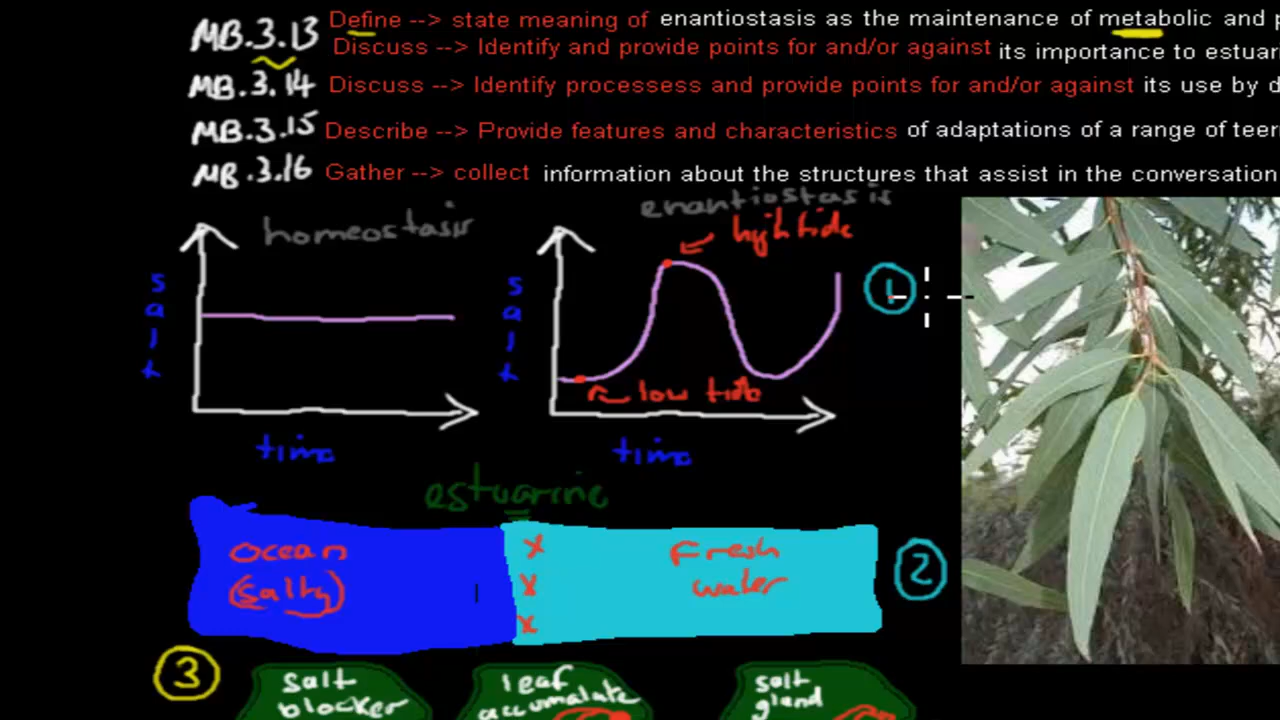 MB.3.13 Define --> state meaning of enantiostasis as the maintenance of metabolic and p
Discuss --> Identify and provide points for and/or against its importance to estuar
MB.3.14 Discuss --> Identify processess and provide points for and/or against its use by d
MB.3.15 Describe --> Provide features and characteristics of adaptations of a range of terr
MB.3.16 Gather --> collect information about the structures that assist in the conversation
homeostasis
salt
time
enantiostasis
high tide
salt
low tide
time
1
estuarine
Ocean
(salty)
x
x
x
Fresh
water
2
3
salt
blocker
leaf
accumalate
salt
gland